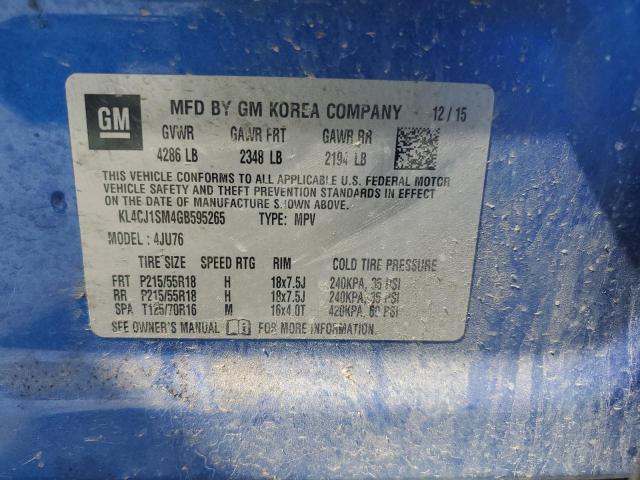 GM MFD BY GM KOREA COMPANY 12/15
GVWR GAWR FRT GAWR RR
4286 LB 2348 LB 2194 LB
THIS VEHICLE CONFORMS TO ALL APPLICABLE U.S. FEDERAL MOTOR
VEHICLE SAFETY AND THEFT PREVENTION STANDARDS IN EFFECT
ON THE DATE OF MANUFACTURE SHOWN ABOVE.
KL4CJ1SM4GB595265 TYPE: MPV
MODEL: 4JU76
TIRE SIZE SPEED RTG RIM COLD TIRE PRESSURE
FRT P215/55R18 H 18x7.5J 240KPA, 35 PSI
RR P215/55R18 H 18x7.5J 240KPA, 35 PSI
SPA T125/70R16 M 16x4.0T 420KPA, 60 PSI
SEE OWNER'S MANUAL FOR MORE INFORMATION.